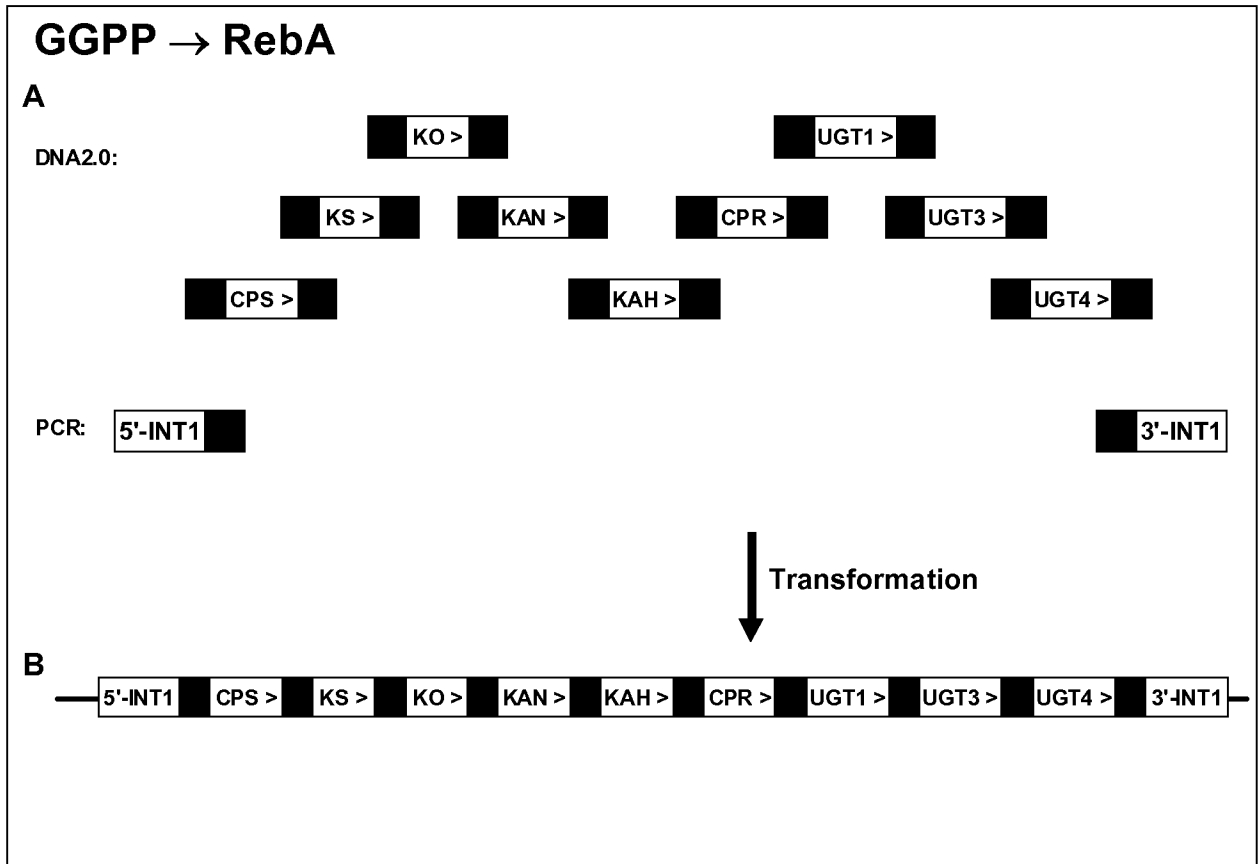 GGPP → RebA
A
KO > UGT1 >
DNA2.0:
KS > KAN > CPR > UGT3 >
CPS > KAH > UGT4 >
PCR: 5'-INT1 3'-INT1
Transformation
B
5'-INT1 CPS > KS > KO > KAN > KAH > CPR > UGT1 > UGT3 > UGT4 > 3'-INT1